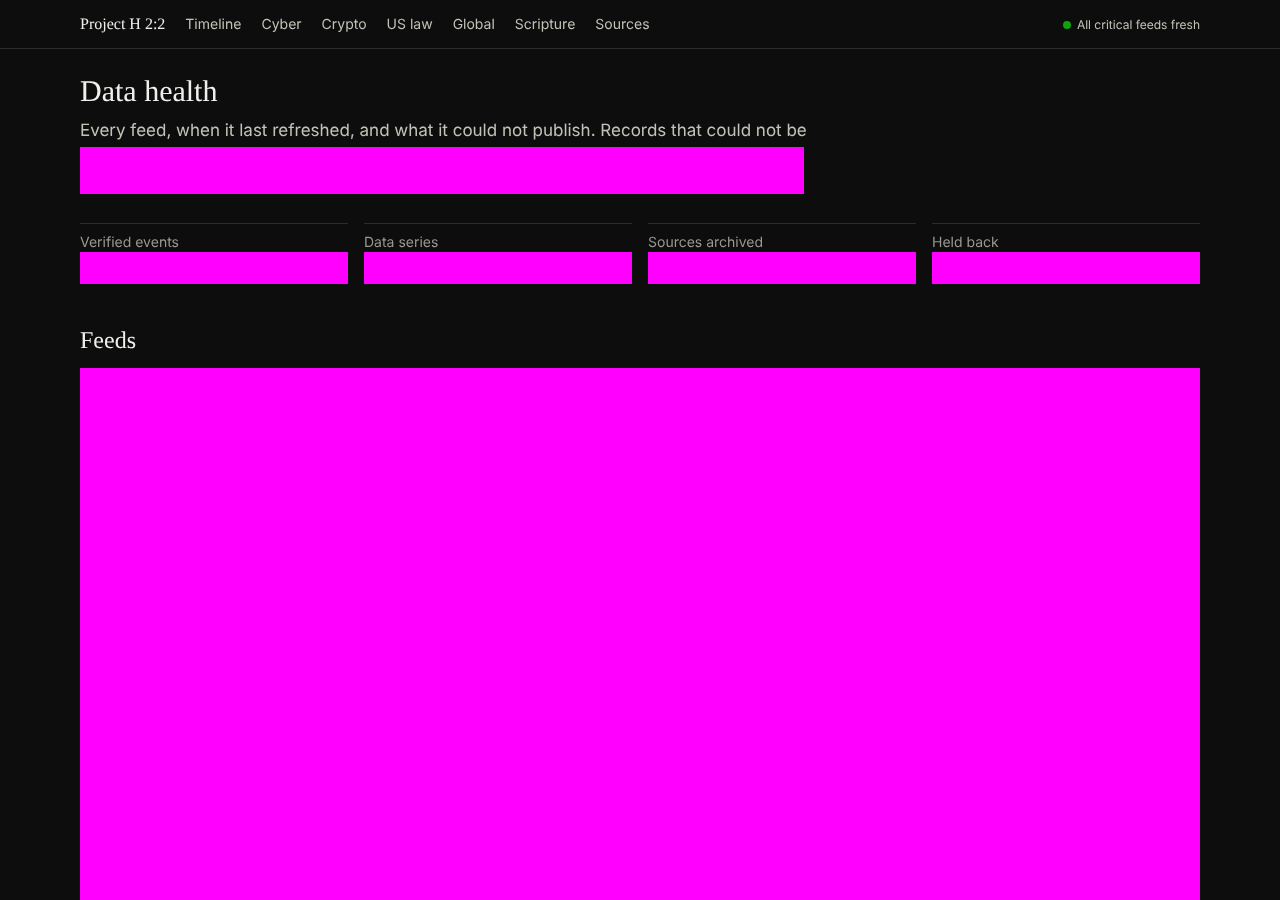 Project H 2:2 Timeline Cyber Crypto US law Global Scripture Sources All critical feeds fresh
Data health
Every feed, when it last refreshed, and what it could not publish. Records that could not be
Verified events Data series Sources archived Held back
Feeds